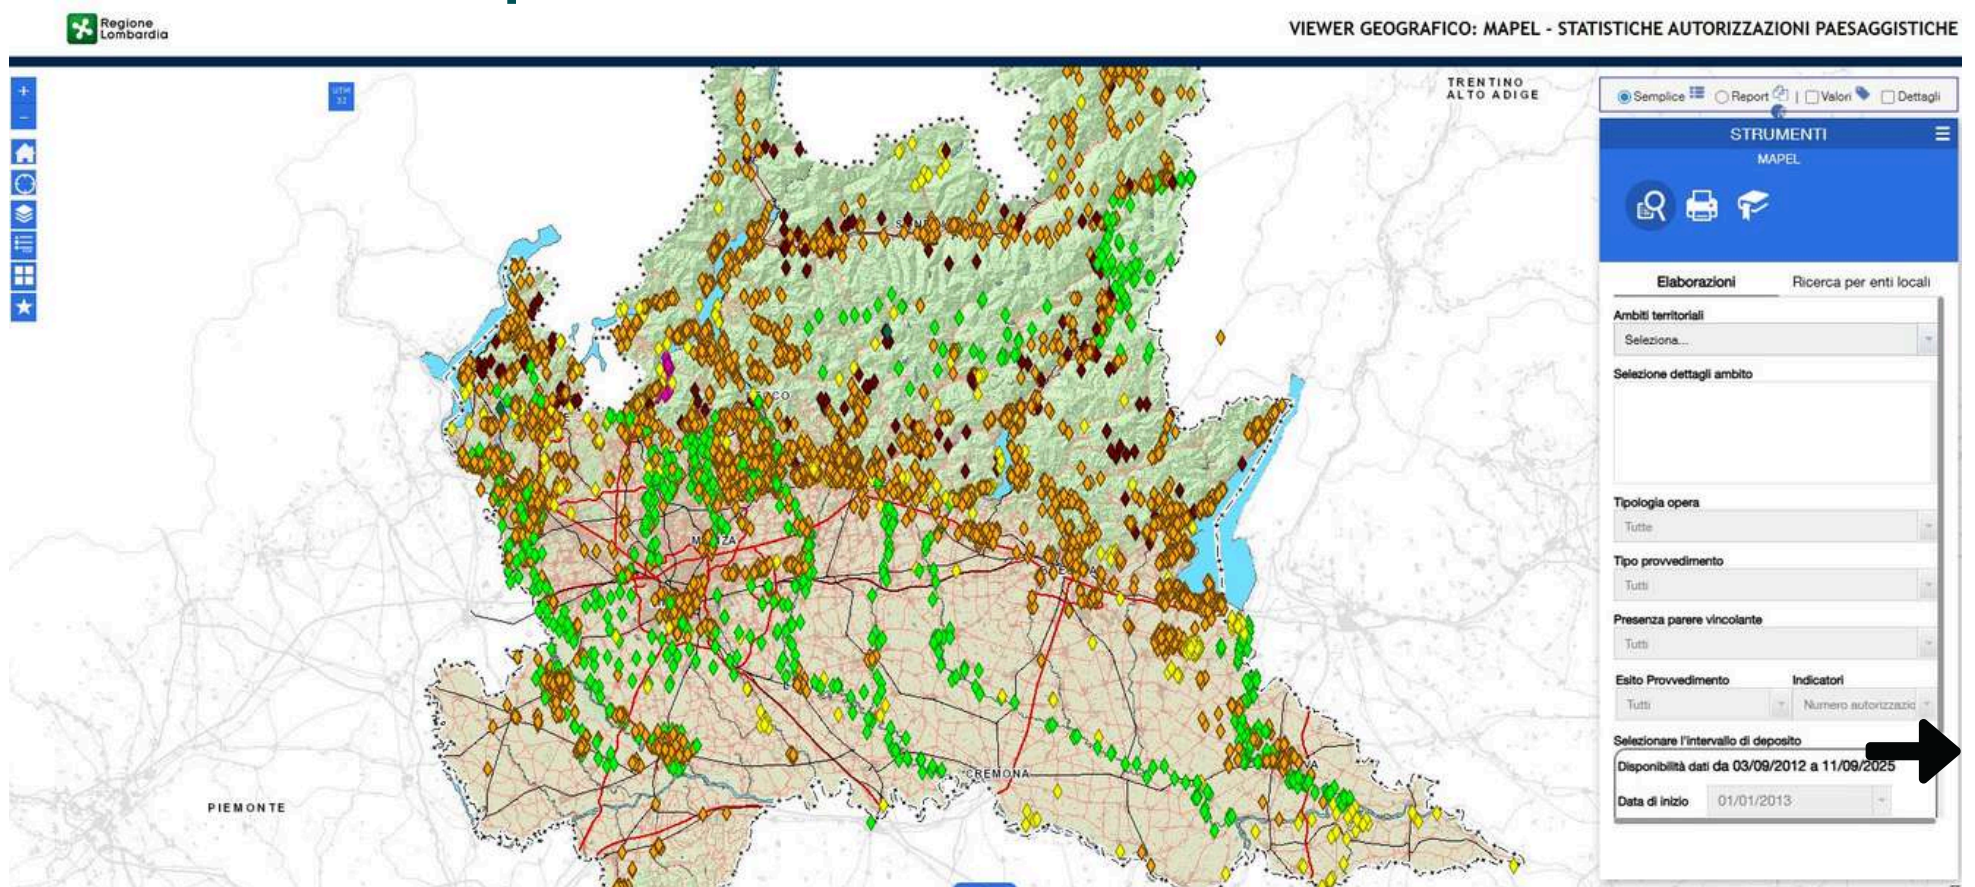 Regione
Lombardia
VIEWER GEOGRAFICO: MAPEL - STATISTICHE AUTORIZZAZIONI PAESAGGISTICHE
+
-
UTM
32
TRENTINO
ALTO ADIGE
Semplice Report | Valori Dettagli
STRUMENTI
MAPEL
Elaborazioni Ricerca per enti locali
Ambiti territoriali
Seleziona...
Selezione dettagli ambito
Tipologia opera
Tutte
Tipo provvedimento
Tutti
Presenza parere vincolante
Tutti
Esito Provvedimento Indicatori
Tutti Numero autorizzazio
Selezionare l'intervallo di deposito
Disponibilità dati da 03/09/2012 a 11/09/2025
Data di inizio 01/01/2013
CREMONA
PIEMONTE